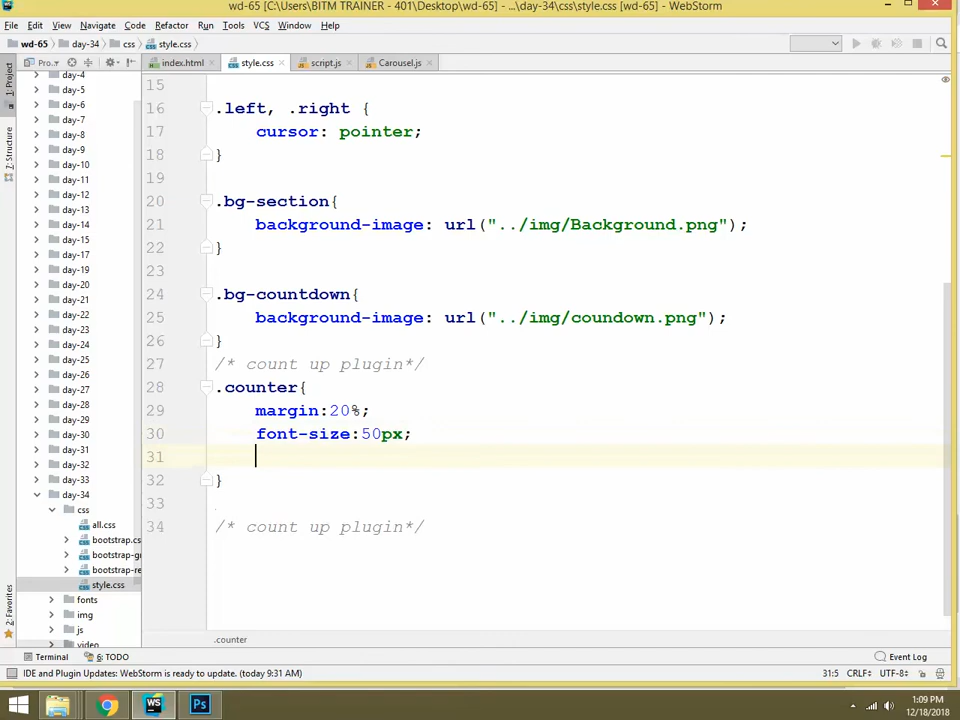 wd-65 [C:\Users\BITM TRAINER - 401\Desktop\wd-65] - ...\day-34\css\style.css [wd-65] - WebStorm
File Edit View Navigate Code Refactor Run Tools VCS Window Help
wd-65 day-34 css style.css
1: Project
7: Structure
2: Favorites
Pro..
index.html style.css script.js Carousel.js
day-4
day-5
day-6
day-7
day-8
day-9
day-10
day-11
day-12
day-13
day-14
day-15
day-17
day-19
day-20
day-21
day-22
day-23
day-24
day-25
day-26
day-27
day-28
day-29
day-30
day-31
day-32
day-33
day-34
css
all.css
bootstrap.cs
bootstrap-gr
bootstrap-re
style.css
fonts
img
js
video
15
16 .left, .right {
17 cursor: pointer;
18 }
19
20 .bg-section{
21 background-image: url("../img/Background.png");
22 }
23
24 .bg-countdown{
25 background-image: url("../img/coundown.png");
26 }
27 /* count up plugin*/
28 .counter{
29 margin:20%;
30 font-size:50px;
31
32 }
33
34 /* count up plugin*/
.counter
Terminal 6: TODO Event Log
IDE and Plugin Updates: WebStorm is ready to update. (today 9:31 AM) 31:5 CRLF÷ UTF-8÷
WS Ps
1:09 PM
12/18/2018